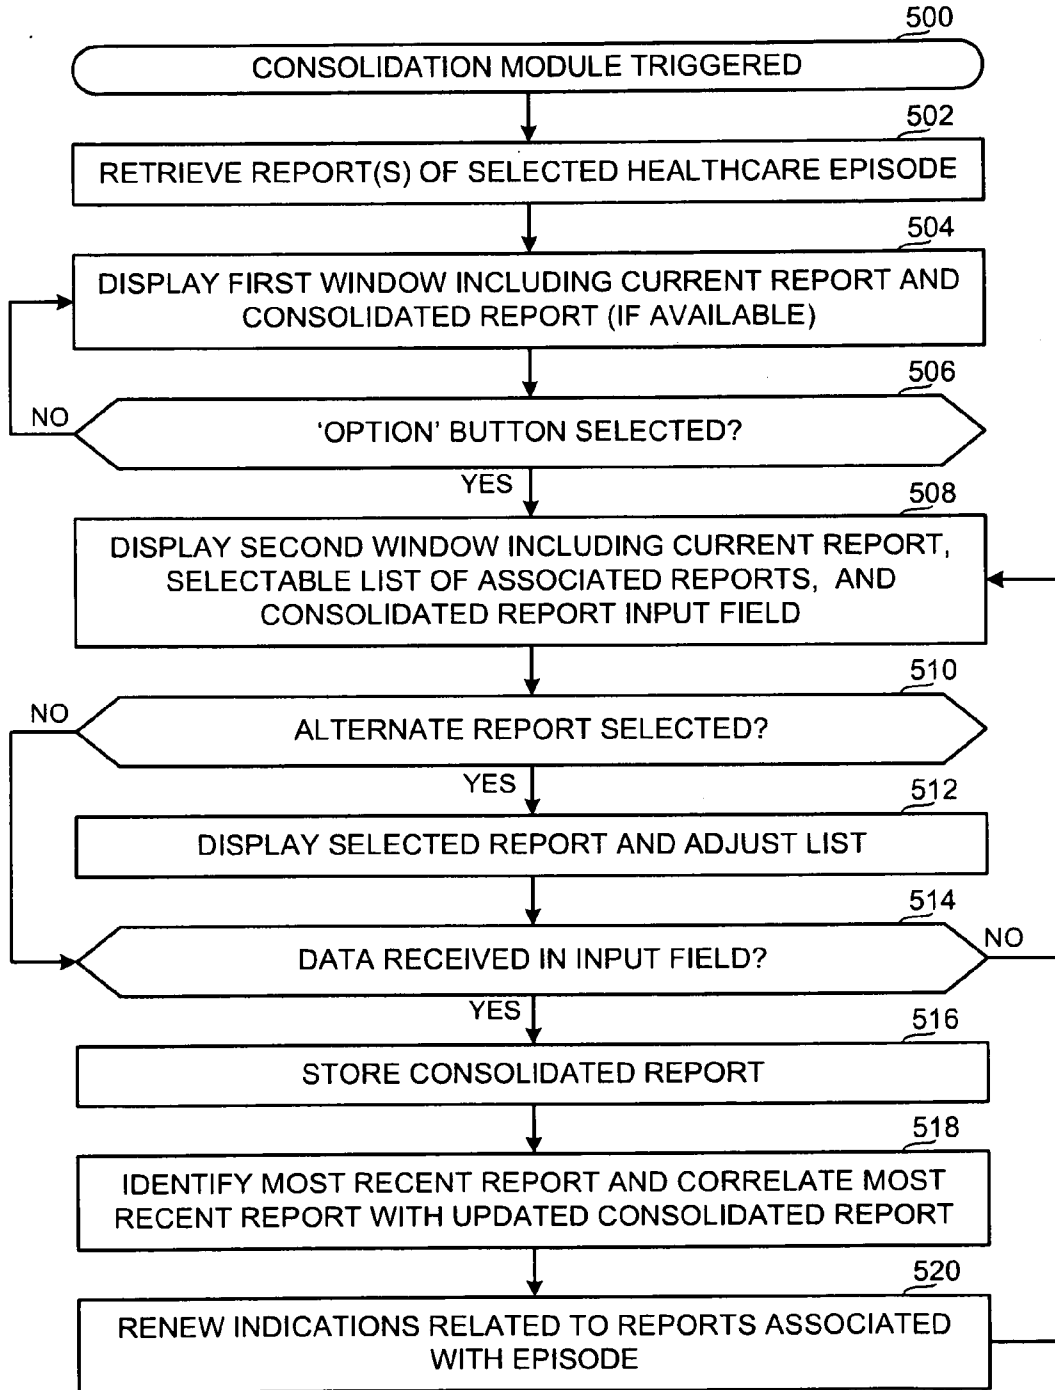 500
CONSOLIDATION MODULE TRIGGERED
502
RETRIEVE REPORT(S) OF SELECTED HEALTHCARE EPISODE
504
DISPLAY FIRST WINDOW INCLUDING CURRENT REPORT AND
CONSOLIDATED REPORT (IF AVAILABLE)
506
NO
'OPTION' BUTTON SELECTED?
YES
508
DISPLAY SECOND WINDOW INCLUDING CURRENT REPORT,
SELECTABLE LIST OF ASSOCIATED REPORTS, AND
CONSOLIDATED REPORT INPUT FIELD
510
NO
ALTERNATE REPORT SELECTED?
YES
512
DISPLAY SELECTED REPORT AND ADJUST LIST
514
NO
DATA RECEIVED IN INPUT FIELD?
YES
516
STORE CONSOLIDATED REPORT
518
IDENTIFY MOST RECENT REPORT AND CORRELATE MOST
RECENT REPORT WITH UPDATED CONSOLIDATED REPORT
520
RENEW INDICATIONS RELATED TO REPORTS ASSOCIATED
WITH EPISODE